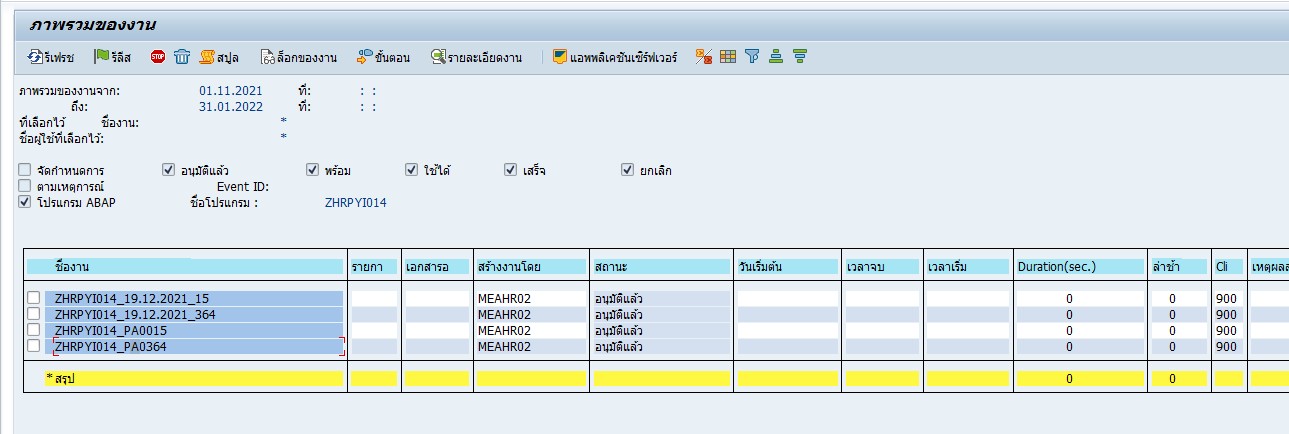 ภาพรวมของงาน
รีเฟรช รีลีส STOP สปูล ล็อกของงาน ขั้นตอน รายละเอียดงาน แอพพลิเคชันเซิร์ฟเวอร์
ภาพรวมของงานจาก: 01.11.2021 ที่: : :
ถึง: 31.01.2022 ที่: : :
ที่เลือกไว้ ชื่องาน: *
ชื่อผู้ใช้ที่เลือกไว้: *
จัดกำหนดการ อนุมัติแล้ว พร้อม ใช้ได้ เสร็จ ยกเลิก
ตามเหตุการณ์ Event ID:
โปรแกรม ABAP ชื่อโปรแกรม : ZHRPYI014
ชื่องาน รายกา เอกสารอ สร้างงานโดย สถานะ วันเริ่มต้น เวลาจบ เวลาเริ่ม Duration(sec.) ล่าช้า Cli เหตุผลล
ZHRPYI014_19.12.2021_15 MEAHR02 อนุมัติแล้ว 0 0 900
ZHRPYI014_19.12.2021_364 MEAHR02 อนุมัติแล้ว 0 0 900
ZHRPYI014_PA0015 MEAHR02 อนุมัติแล้ว 0 0 900
ZHRPYI014_PA0364 MEAHR02 อนุมัติแล้ว 0 0 900
* สรุป 0 0